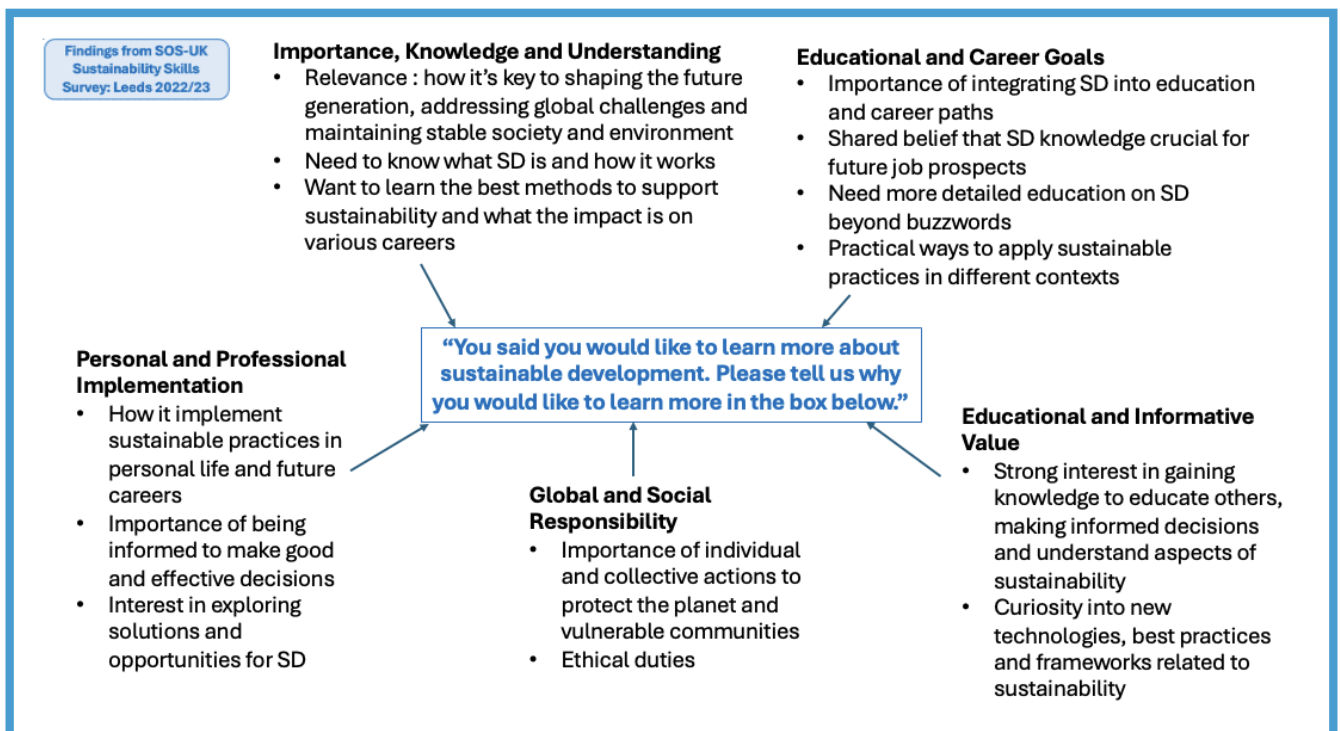 Findings from SOS-UK
Sustainability Skills
Survey: Leeds 2022/23
Importance, Knowledge and Understanding
• Relevance : how it's key to shaping the future
generation, addressing global challenges and
maintaining stable society and environment
• Need to know what SD is and how it works
• Want to learn the best methods to support
sustainability and what the impact is on
various careers
Educational and Career Goals
• Importance of integrating SD into education
and career paths
• Shared belief that SD knowledge crucial for
future job prospects
• Need more detailed education on SD
beyond buzzwords
• Practical ways to apply sustainable
practices in different contexts
“You said you would like to learn more about
sustainable development. Please tell us why
you would like to learn more in the box below.”
Personal and Professional
Implementation
• How it implement
sustainable practices in
personal life and future
careers
• Importance of being
informed to make good
and effective decisions
• Interest in exploring
solutions and
opportunities for SD
Global and Social
Responsibility
• Importance of individual
and collective actions to
protect the planet and
vulnerable communities
• Ethical duties
Educational and Informative
Value
• Strong interest in gaining
knowledge to educate others,
making informed decisions
and understand aspects of
sustainability
• Curiosity into new
technologies, best practices
and frameworks related to
sustainability